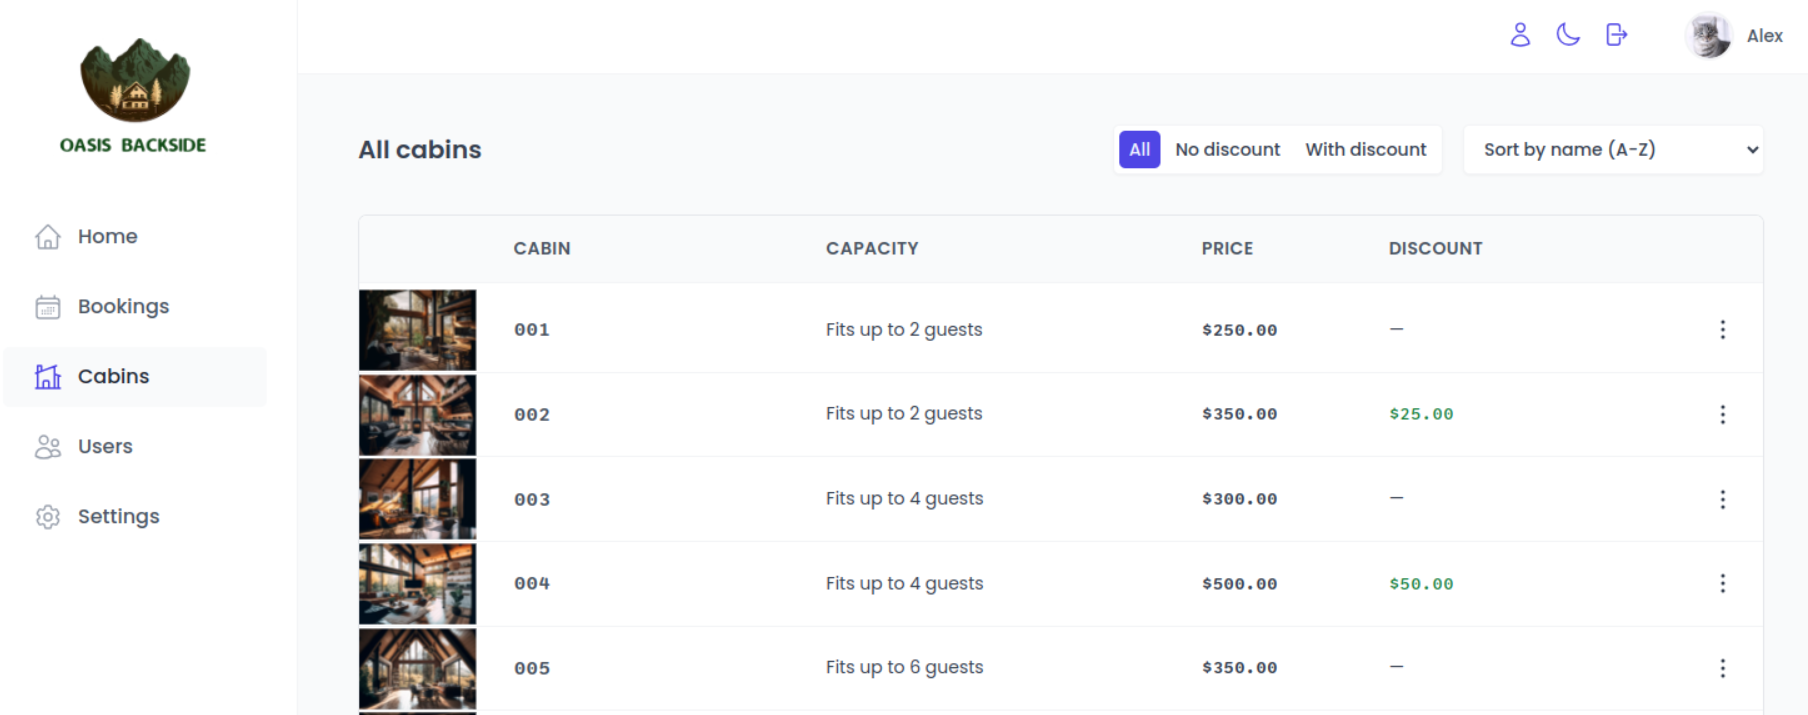 OASIS BACKSIDE
Home
Bookings
Cabins
Users
Settings
Alex
All cabins
All No discount With discount Sort by name (A-Z)
CABIN CAPACITY PRICE DISCOUNT
001 Fits up to 2 guests $250.00 —
002 Fits up to 2 guests $350.00 $25.00
003 Fits up to 4 guests $300.00 —
004 Fits up to 4 guests $500.00 $50.00
005 Fits up to 6 guests $350.00 —